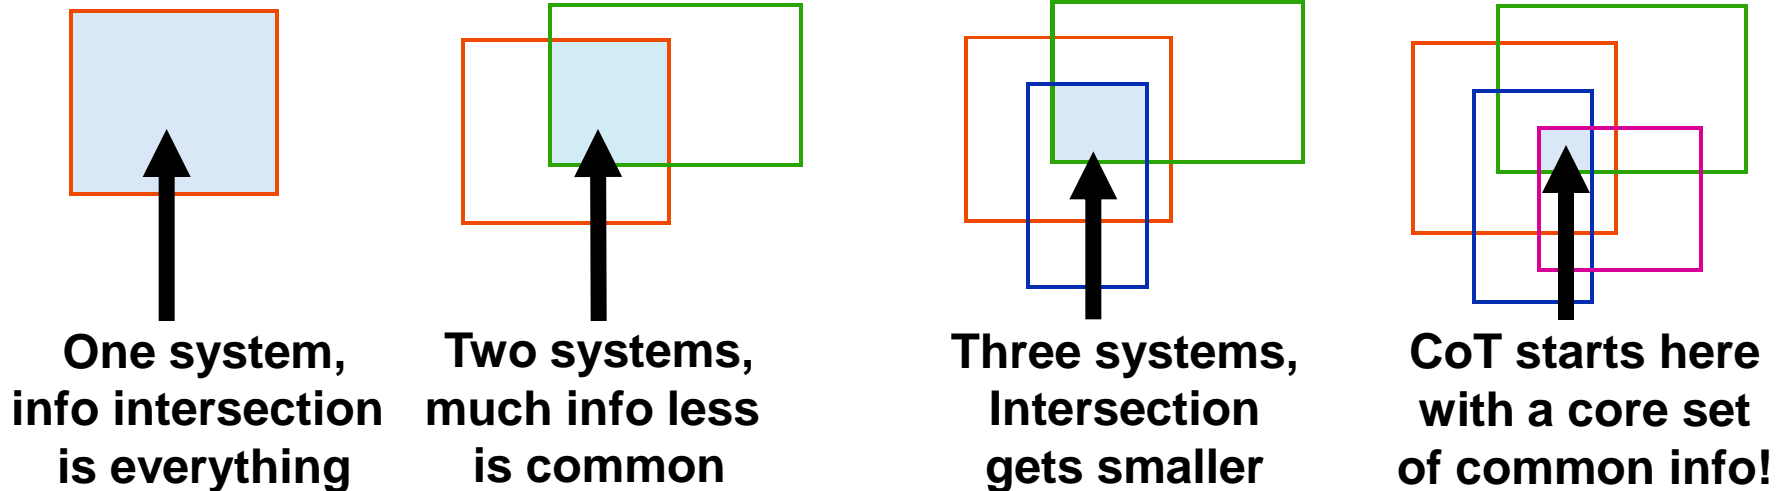 One system,
info intersection
is everything
Two systems,
much info less
is common
Three systems,
Intersection
gets smaller
CoT starts here
with a core set
of common info!